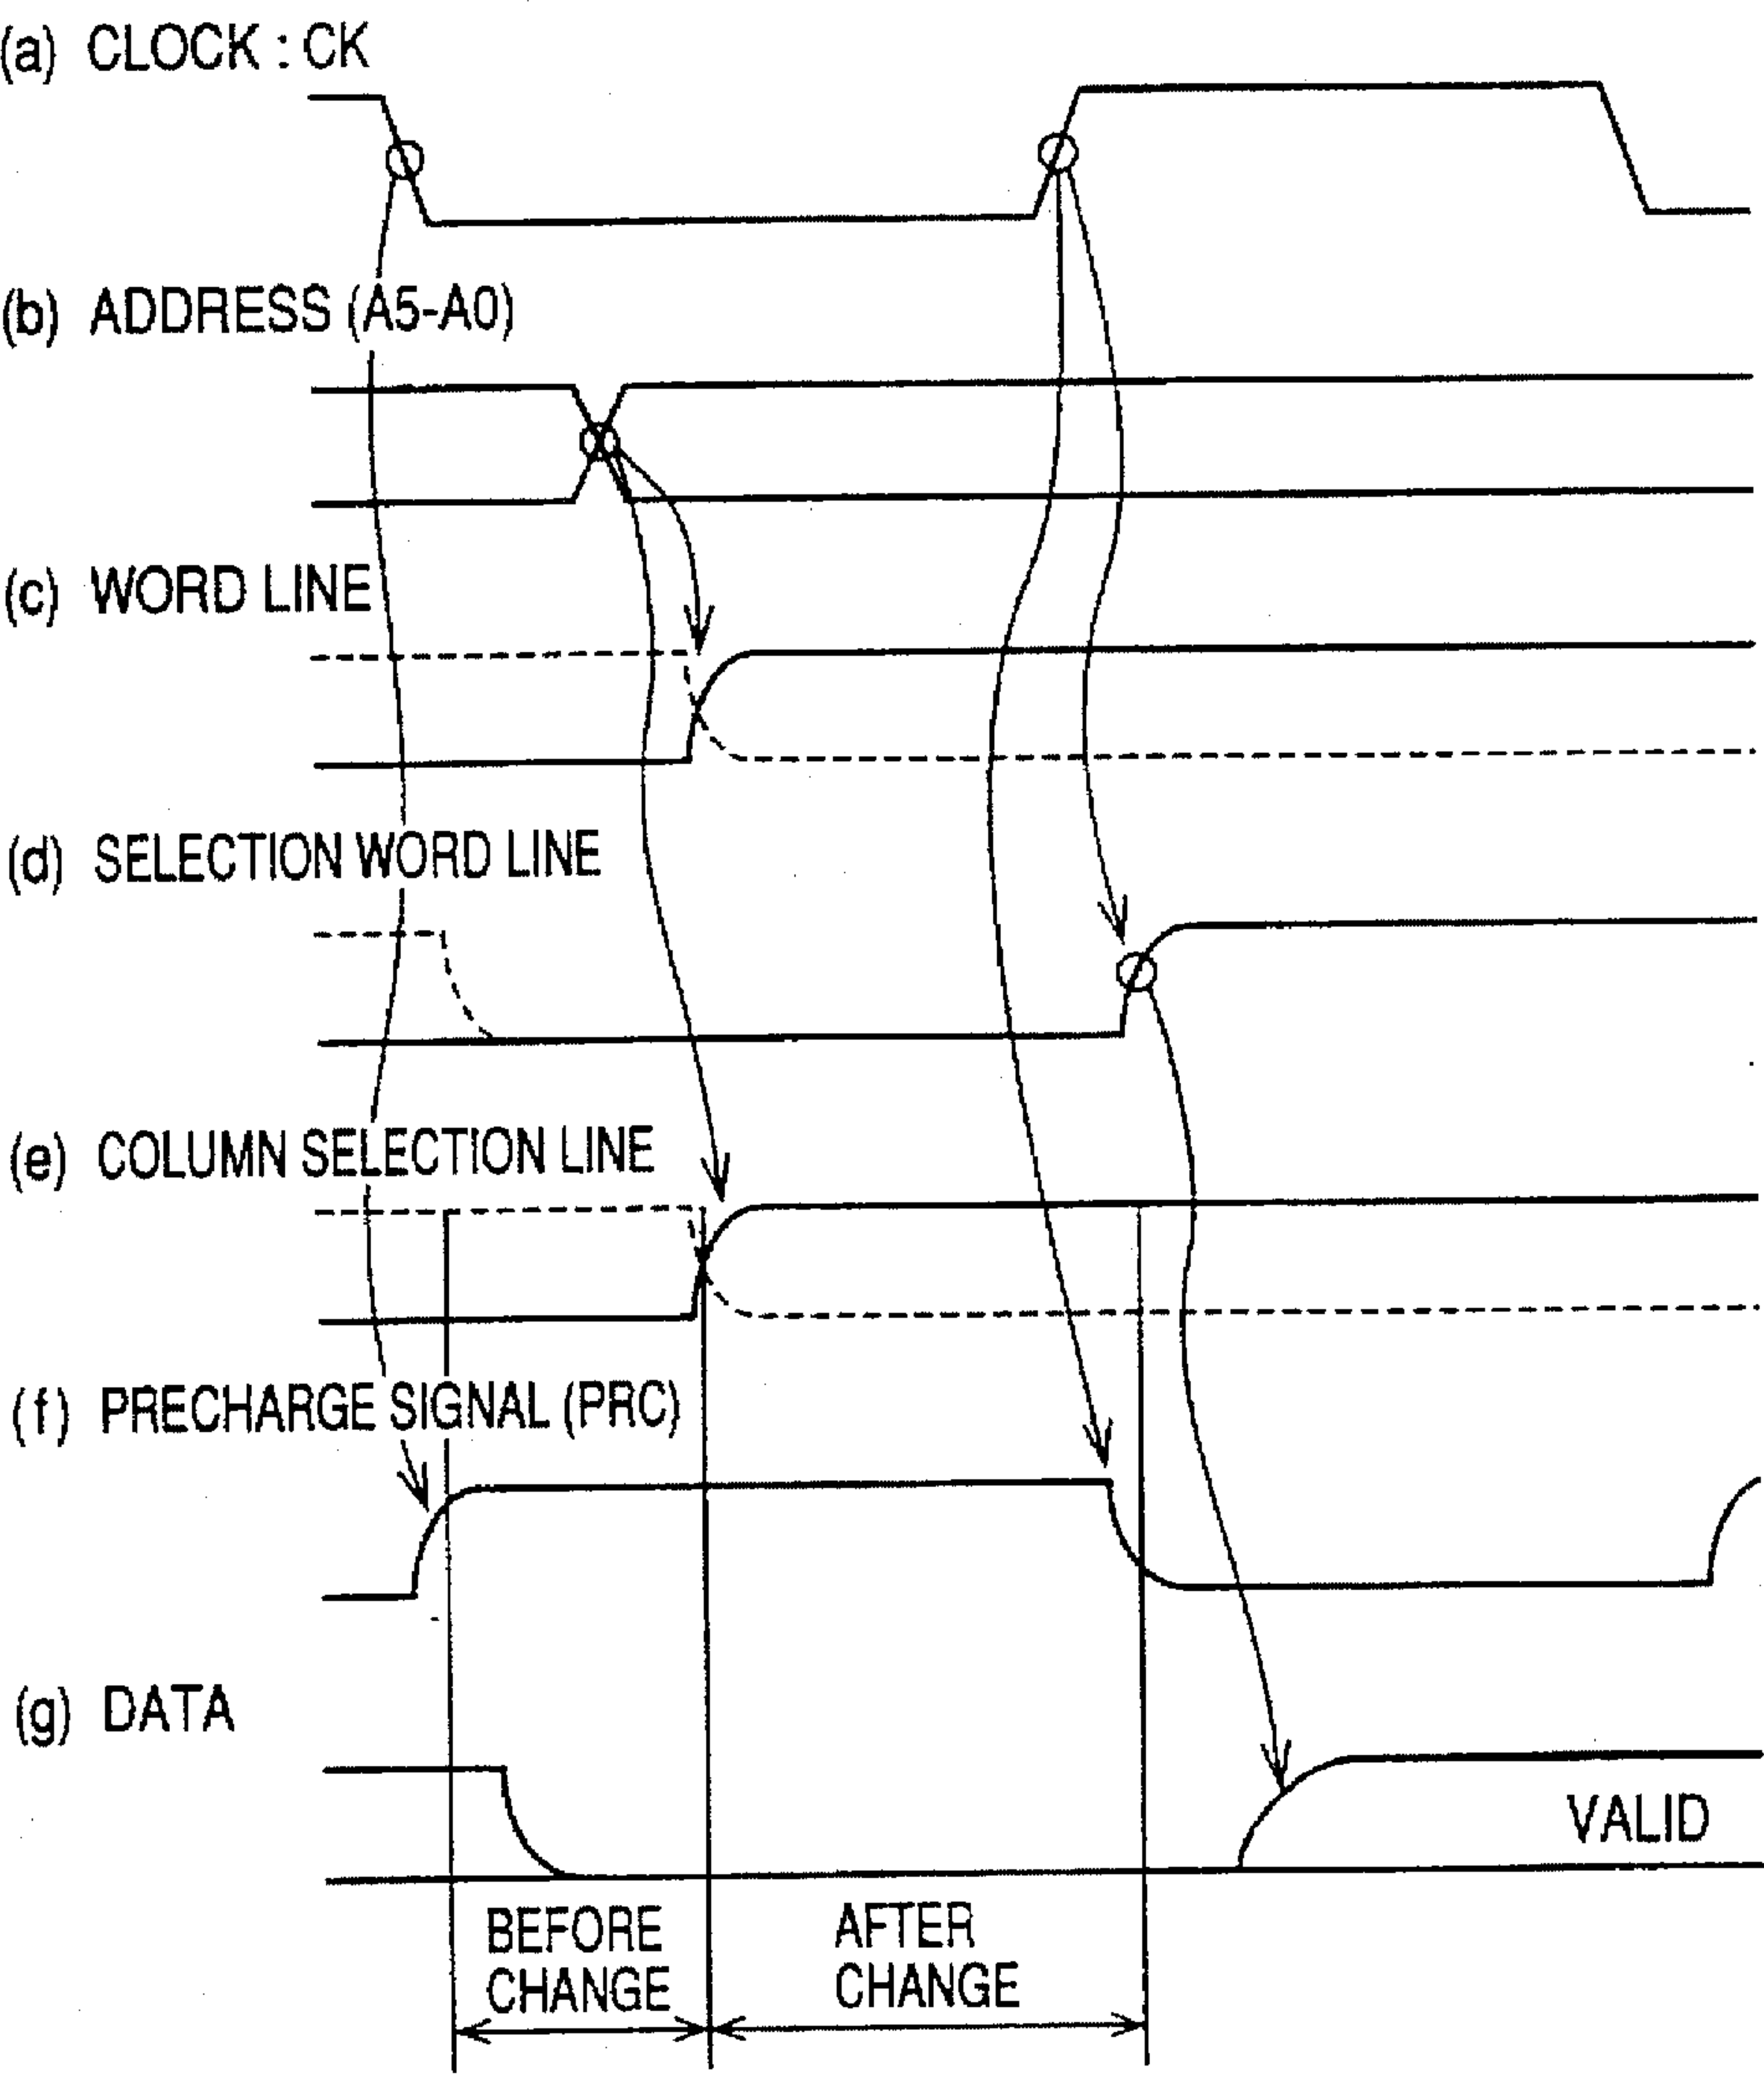 (a) CLOCK : CK
(b) ADDRESS (A5-A0)
(c) WORD LINE
(d) SELECTION WORD LINE
(e) COLUMN SELECTION LINE
(f) PRECHARGE SIGNAL (PRC)
(g) DATA
VALID
BEFORE
CHANGE
AFTER
CHANGE